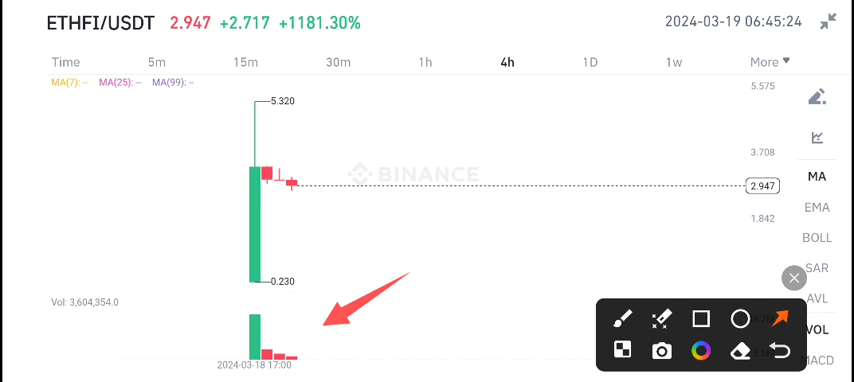 ETHFI/USDT 2.947 +2.717 +1181.30% 2024-03-19 06:45:24
Time 5m 15m 30m 1h 4h 1D 1w More
MA(7): -- MA(25): -- MA(99): --
5.575
5.320
3.708
BINANCE
MA
2.947
EMA
1.842
BOLL
SAR
0.230
AVL
Vol: 3,604,354.0
VOL
MACD
2024-03-18 17:00